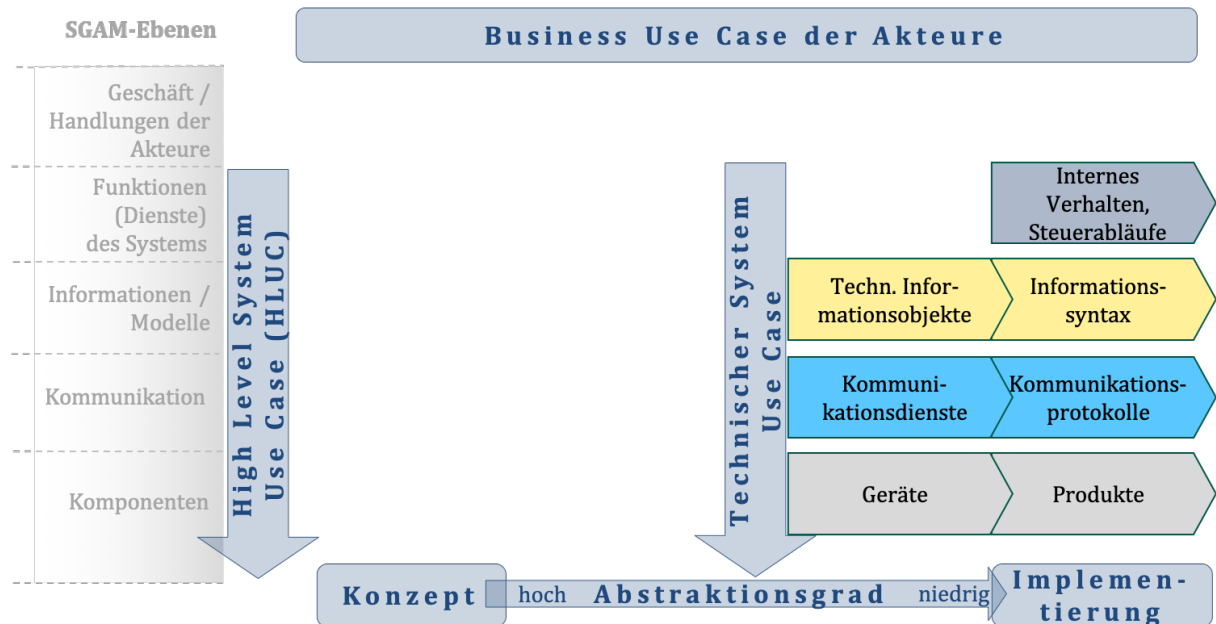 SGAM-Ebenen
Business Use Case der Akteure
Geschäft /
Handlungen der
Akteure
Funktionen
(Dienste)
des Systems
Informationen /
Modelle
Kommunikation
Komponenten
High Level System
Use Case (HLUC)
Technischer System
Use Case
Internes
Verhalten,
Steuerabläufe
Techn. Infor-
mationsobjekte
Informations-
syntax
Kommuni-
kationsdienste
Kommunikations-
protokolle
Geräte
Produkte
Konzept
hoch
Abstraktionsgrad
niedrig
Implemen-
tierung